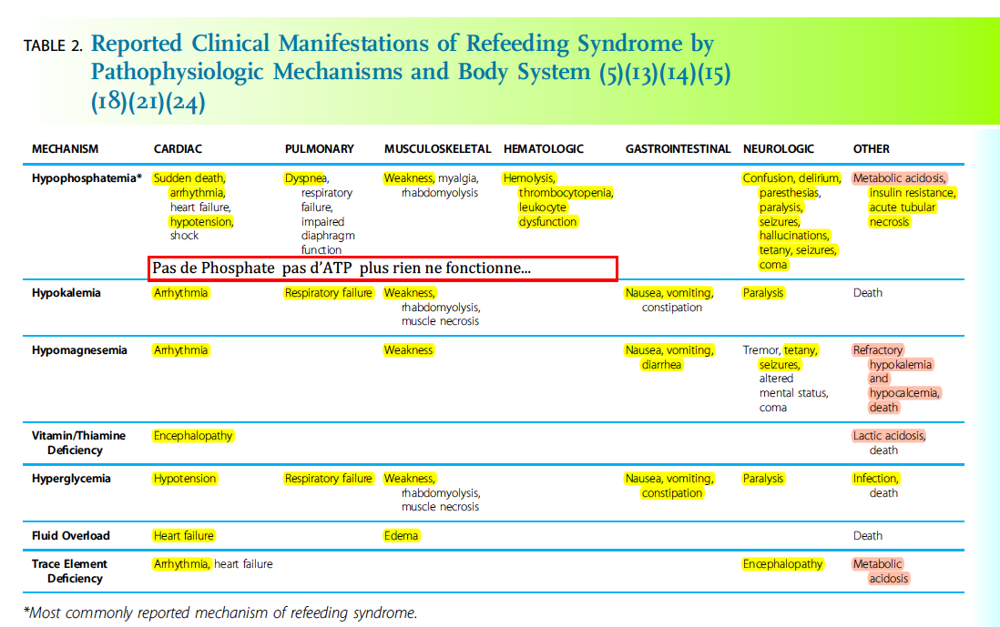 TABLE 2. Reported Clinical Manifestations of Refeeding Syndrome by
Pathophysiologic Mechanisms and Body System (5)(13)(14)(15)
(18)(21)(24)
MECHANISM CARDIAC PULMONARY MUSCULOSKELETAL HEMATOLOGIC GASTROINTESTINAL NEUROLOGIC OTHER
Hypophosphatemia* Sudden death, Dyspnea, Weakness, myalgia, Hemolysis, Confusion, delirium, Metabolic acidosis,
arrhythmia, respiratory rhabdomyolysis thrombocytopenia, paresthesias, insulin resistance,
heart failure, failure, leukocyte paralysis, acute tubular
hypotension, impaired dysfunction seizures, necrosis
shock diaphragm hallucinations,
function tetany, seizures,
coma
Pas de Phosphate pas d'ATP plus rien ne fonctionne...
Hypokalemia Arrhythmia Respiratory failure Weakness, Nausea, vomiting, Paralysis Death
rhabdomyolysis, constipation
muscle necrosis
Hypomagnesemia Arrhythmia Weakness Nausea, vomiting, Tremor, tetany, Refractory
diarrhea seizures, hypokalemia
altered and
mental status, hypocalcemia,
coma death
Vitamin/Thiamine Encephalopathy Lactic acidosis,
Deficiency death
Hyperglycemia Hypotension Respiratory failure Weakness, Nausea, vomiting, Paralysis Infection,
rhabdomyolysis, constipation death
muscle necrosis
Fluid Overload Heart failure Edema Death
Trace Element Arrhythmia, heart failure Encephalopathy Metabolic
Deficiency acidosis
*Most commonly reported mechanism of refeeding syndrome.